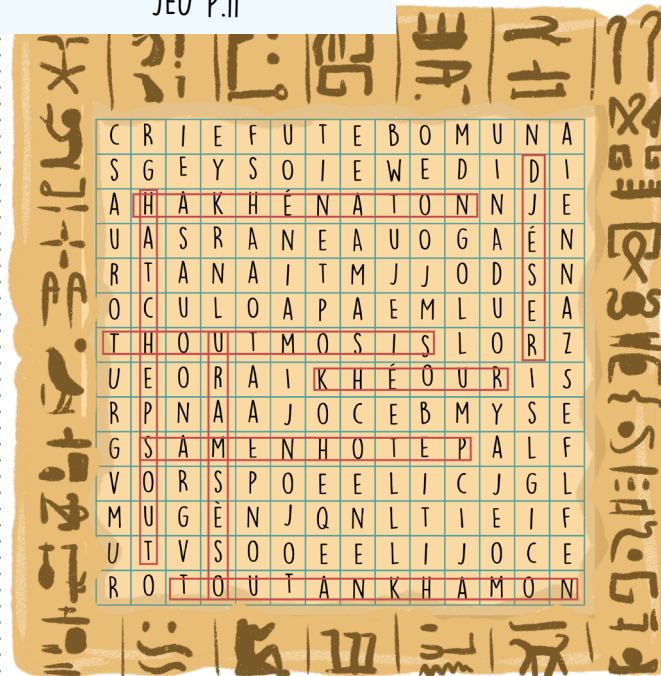 JEU P.11
C R I E F U T E B O M U N A
S G E Y S O I E W E D I D I
A H A K H É N A T O N N J E
U A S R A N E A U O G A É N
R T A N A I T M J J O D S N
O C U L O A P A E M L U E A
T H O U T M O S I S L O R Z
U E O R A I K H É O U R I S
R P N A A J O C E B M Y S E
G S A M E N H O T E P A L F
V O R S P O E E L I C J G L
M U G È N J Q N L T I E I F
U T V S O O E E L I J O C E
R O T O U T A N K H A M O N